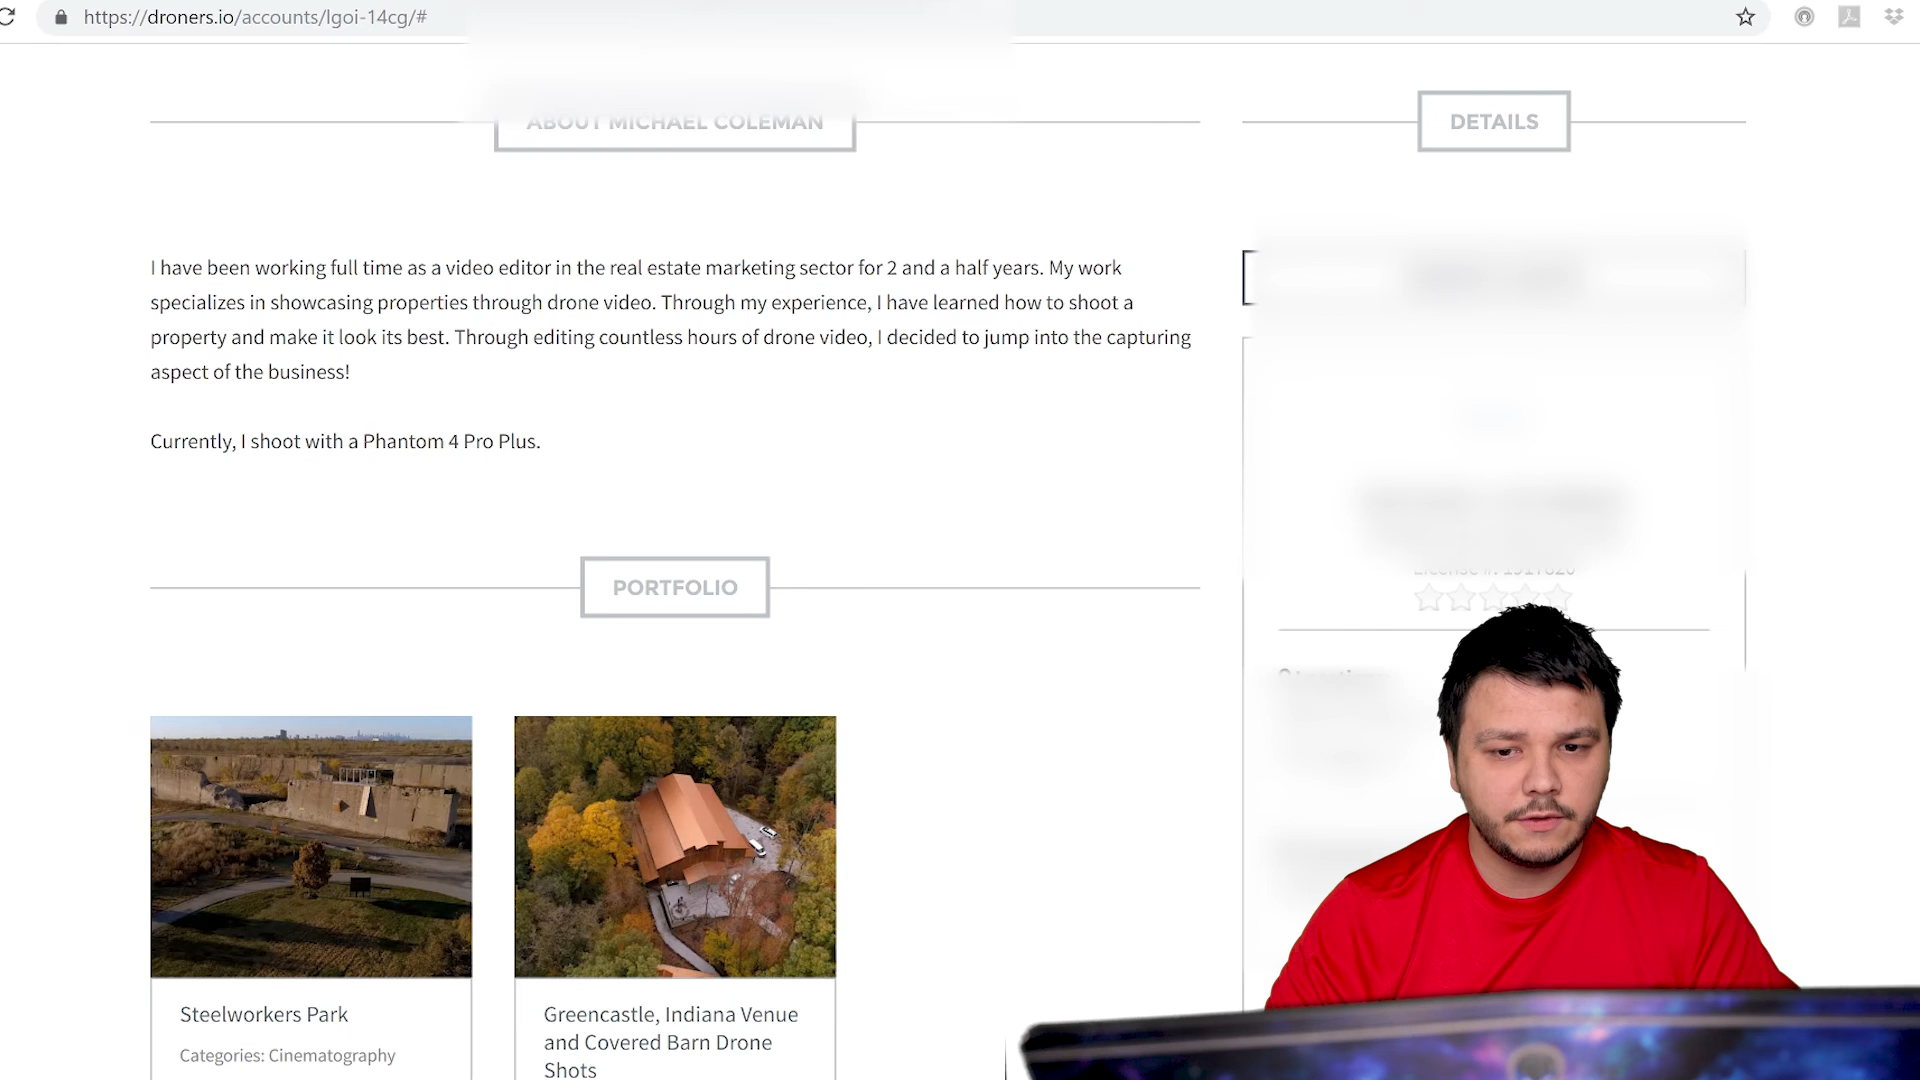 https://droners.io/accounts/lgoi-14cg/#
ABOUT MICHAEL COLEMAN
DETAILS
I have been working full time as a video editor in the real estate marketing sector for 2 and a half years. My work
specializes in showcasing properties through drone video. Through my experience, I have learned how to shoot a
property and make it look its best. Through editing countless hours of drone video, I decided to jump into the capturing
aspect of the business!
Currently, I shoot with a Phantom 4 Pro Plus.
PORTFOLIO
Steelworkers Park
Categories: Cinematography
Greencastle, Indiana Venue
and Covered Barn Drone
Shots